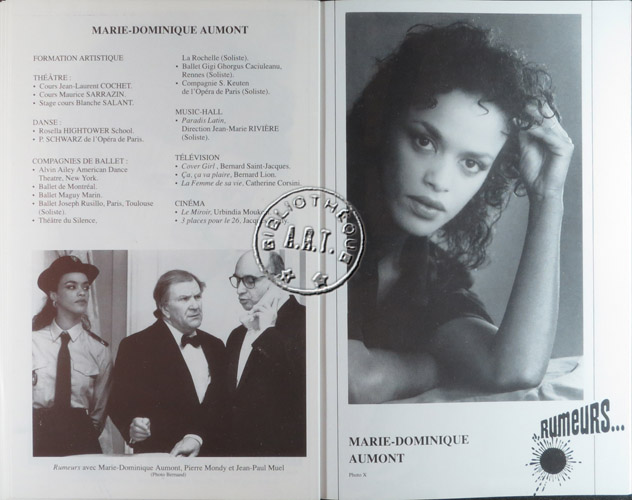 MARIE-DOMINIQUE AUMONT
FORMATION ARTISTIQUE
THÉÂTRE :
• Cours Jean-Laurent COCHET.
• Cours Maurice SARRAZIN.
• Stage cours Blanche SALANT.
DANSE :
• Rosella HIGHTOWER School.
• P. SCHWARZ de l'Opéra de Paris.
COMPAGNIES DE BALLET :
• Alvin Ailey American Dance
Theatre, New York.
• Ballet de Montréal.
• Ballet Maguy Marin.
• Ballet Joseph Rusillo, Paris, Toulouse
(Soliste).
• Théâtre du Silence,
La Rochelle (Soliste).
• Ballet Gigi Ghorgus Caciuleanu,
Rennes (Soliste).
• Compagnie S. Keuten
de l'Opéra de Paris (Soliste).
MUSIC-HALL
• Paradis Latin,
Direction Jean-Marie RIVIÈRE
(Soliste).
TÉLÉVISION
• Cover Girl, Bernard Saint-Jacques.
• Ça, ça va plaire, Bernard Lion.
• La Femme de sa vie, Catherine Corsini.
CINÉMA
• Le Miroir, Urbindia
• 3 places pour le 26,
BIBLIOTHÈQUE
A.R.T.
Rumeurs avec Marie-Dominique Aumont, Pierre Mondy et Jean-Paul Muel
(Photo Bernand)
MARIE-DOMINIQUE
AUMONT
Photo X
RUMEURS...